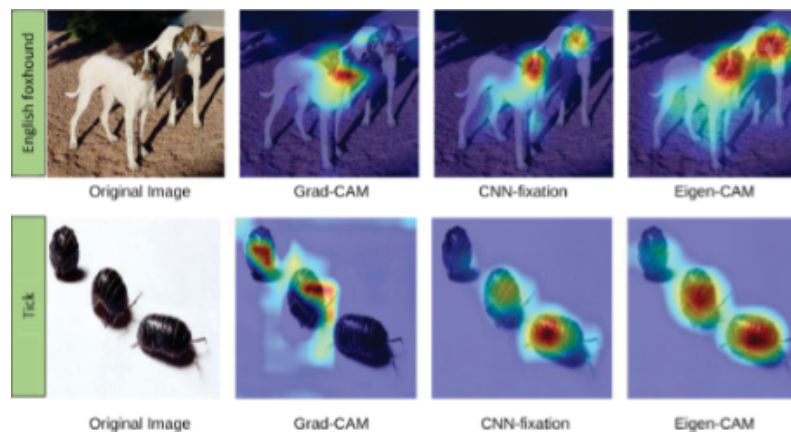 English foxhound
Original Image Grad-CAM CNN-fixation Eigen-CAM
Tick
Original Image Grad-CAM CNN-fixation Eigen-CAM